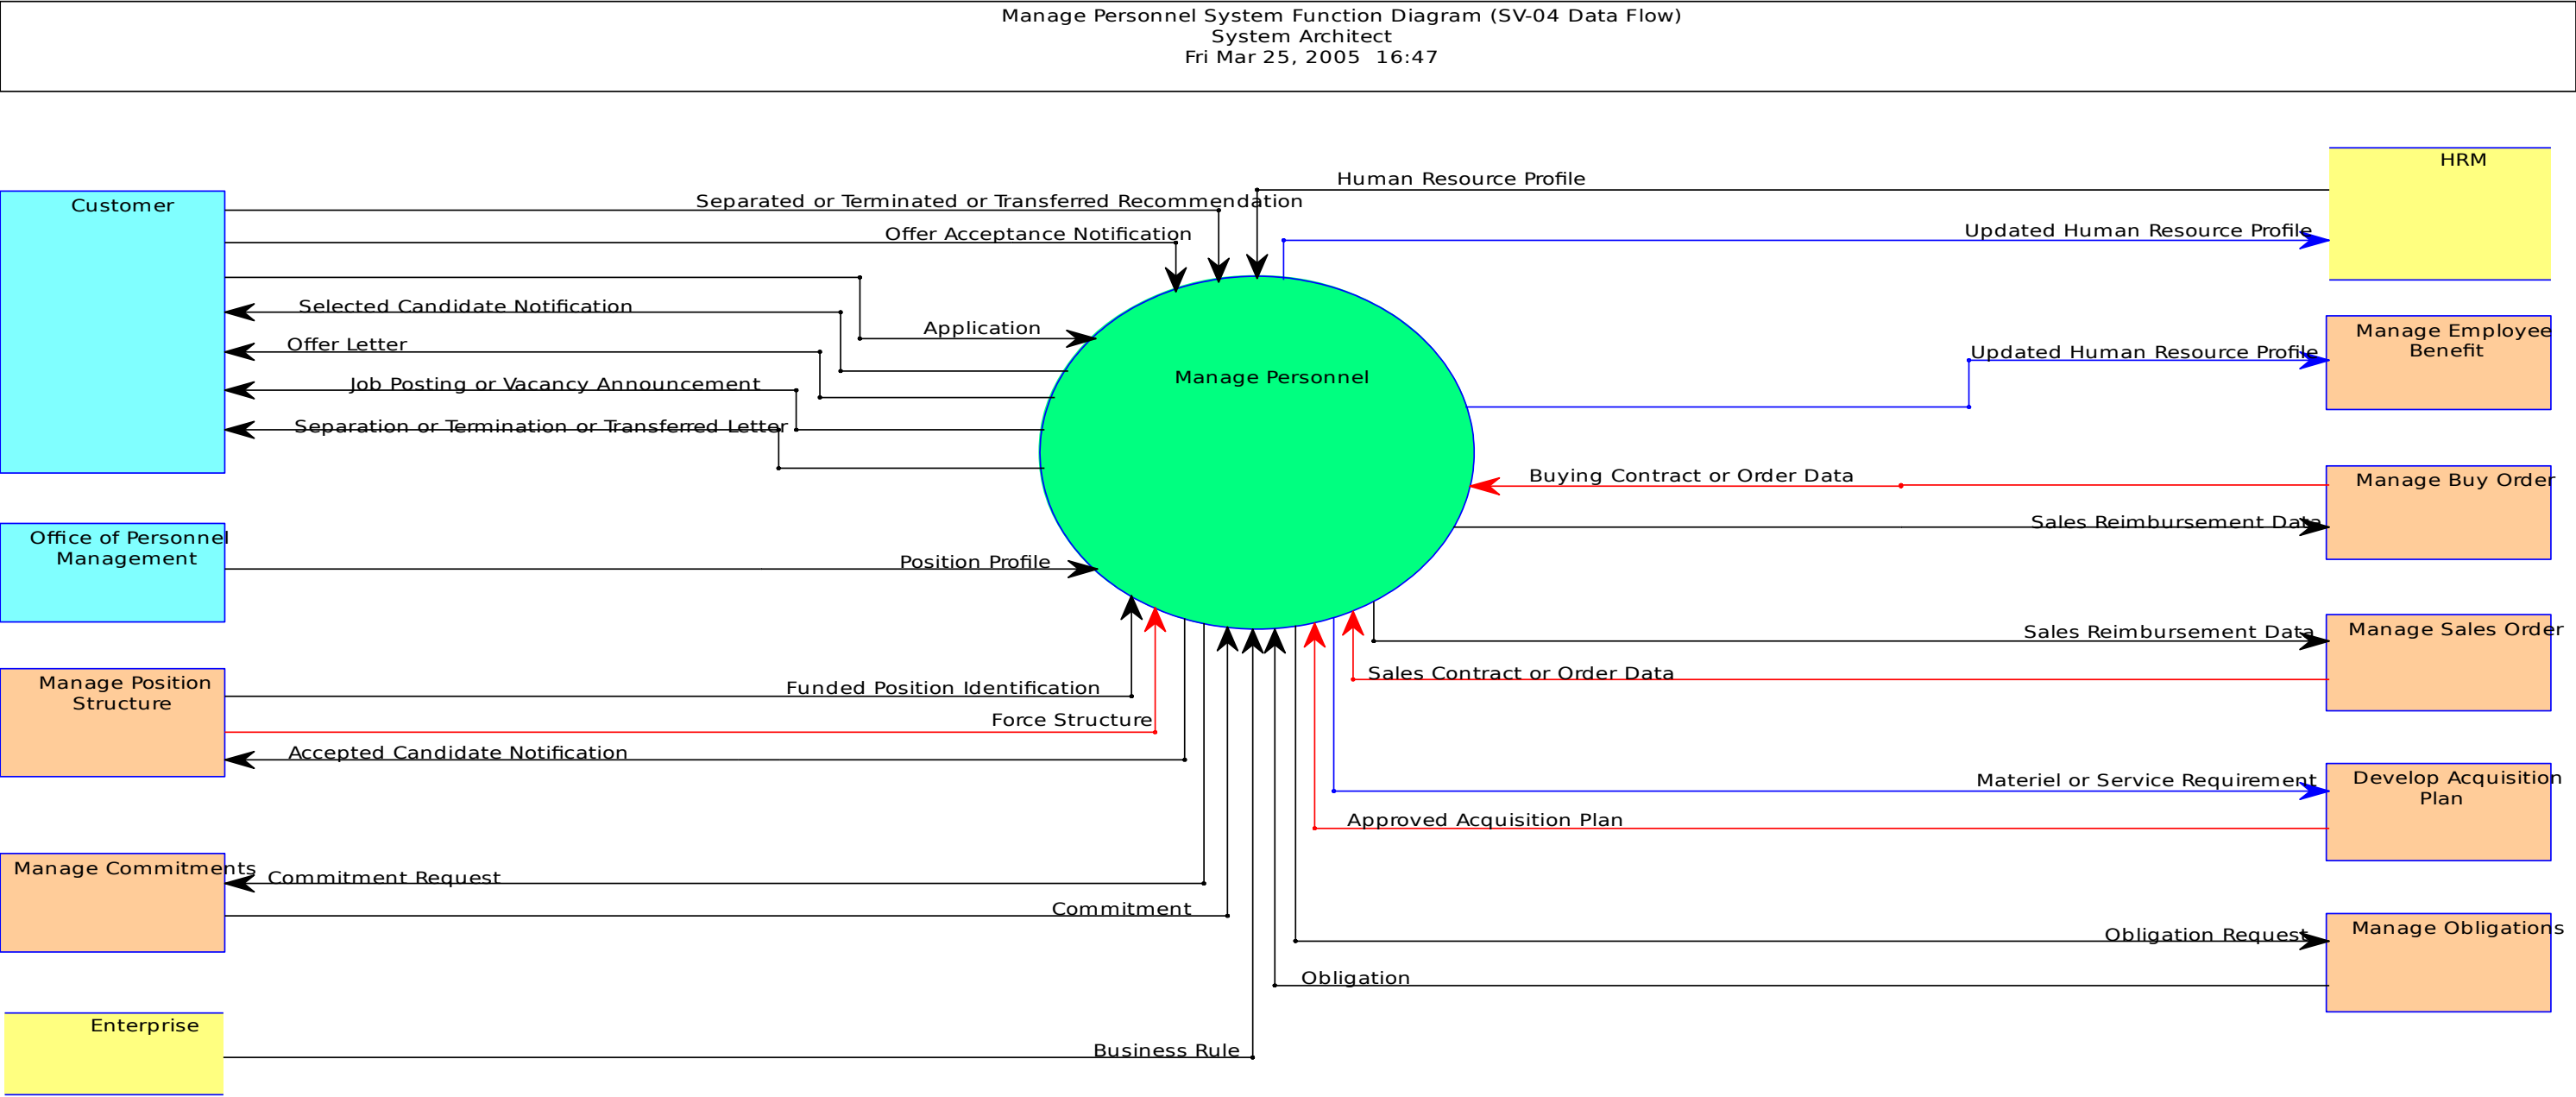 Manage Personnel System Function Diagram (SV-04 Data Flow)
System Architect
Fri Mar 25, 2005  16:47
HRM
Human Resource Profile
Customer
Separated or Terminated or Transferred Recommendation
Offer Acceptance Notification
Updated Human Resource Profile
Selected Candidate Notification
Application
Manage Employee
Benefit
Offer Letter
Updated Human Resource Profile
Manage Personnel
Job Posting or Vacancy Announcement
Separation or Termination or Transferred Letter
Buying Contract or Order Data
Manage Buy Order
Sales Reimbursement Data
Office of Personnel
Management
Position Profile
Manage Sales Order
Sales Reimbursement Data
Sales Contract or Order Data
Manage Position
Structure
Funded Position Identification
Force Structure
Accepted Candidate Notification
Materiel or Service Requirement
Develop Acquisition
Plan
Approved Acquisition Plan
Manage Commitments
Commitment Request
Commitment
Manage Obligations
Obligation Request
Obligation
Enterprise
Business Rule